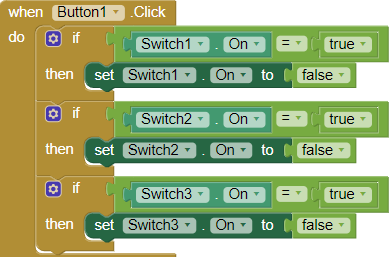 when Button1 .Click
do if Switch1 . On = true
then set Switch1 . On to false
if Switch2 . On = true
then set Switch2 . On to false
if Switch3 . On = true
then set Switch3 . On to false